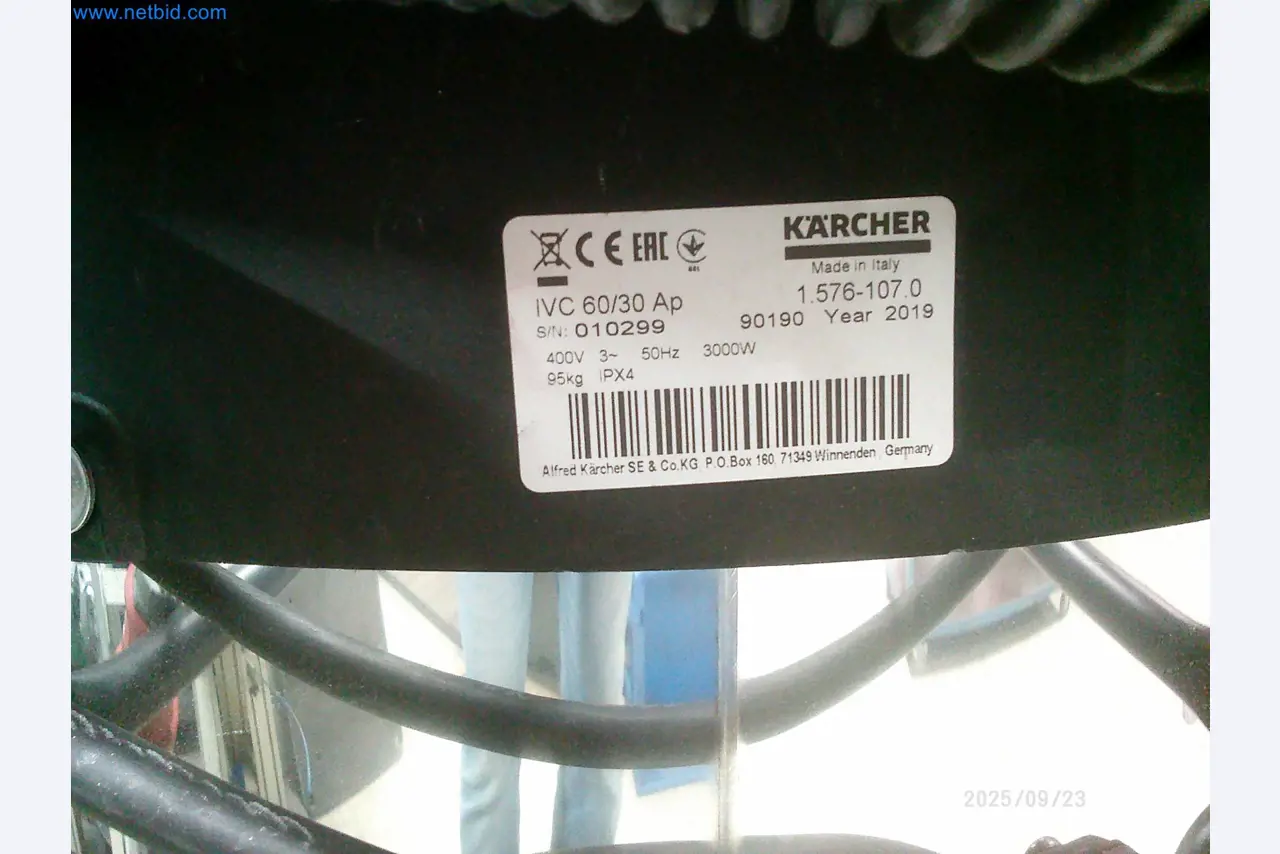 www.netbid.com
CE EAC
KÄRCHER
Made in Italy
IVC 60/30 Ap
1.576-107.0
S/N: 010299
90190 Year 2019
400V 3~ 50Hz 3000W
95kg IPX4
Alfred Kärcher SE & Co.KG P.O.Box 160, 71349 Winnenden, Germany
2025/09/23